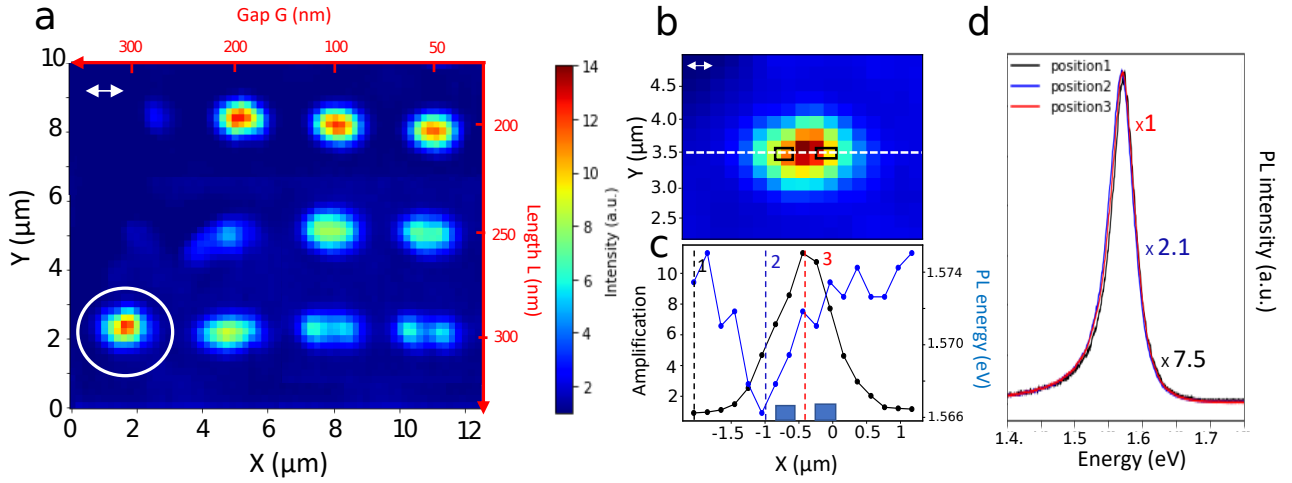 a
Gap G (nm)
300 200 100 50
10
8
6
4
2
0
Y (μm)
0 2 4 6 8 10 12
X (μm)
200
250
300
Length L (nm)
14
12
10
8
6
4
2
Intensity (a.u.)
b
4.5
4.0
3.5
3.0
2.5
Y (μm)
c
1 2 3
10
8
6
4
2
Amplification
1.574
1.570
1.566
PL energy (eV)
-1.5 -1 -0.5 0 0.5 1
X (μm)
d
position1
position2
position3
x1
x2.1
x7.5
PL intensity (a.u.)
1.4. 1.5 1.6 1.7
Energy (eV)